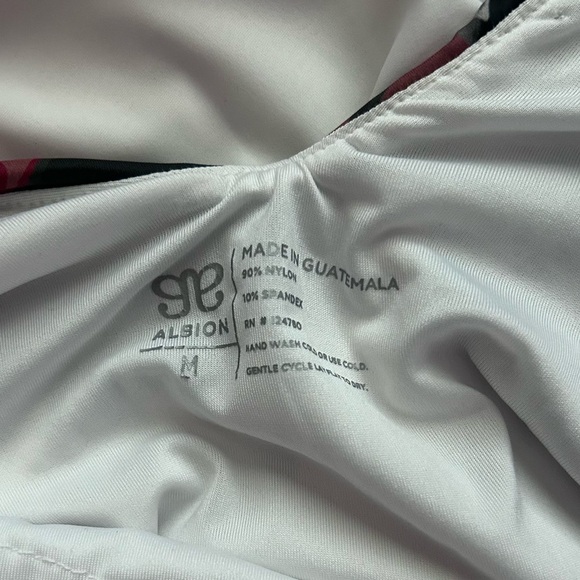 ALBION
M
MADE IN GUATEMALA
90% NYLON
10% SPANDEX
RN # 124780
HAND WASH COLD OR USE COLD.
GENTLE CYCLE LAY FLAT TO DRY.